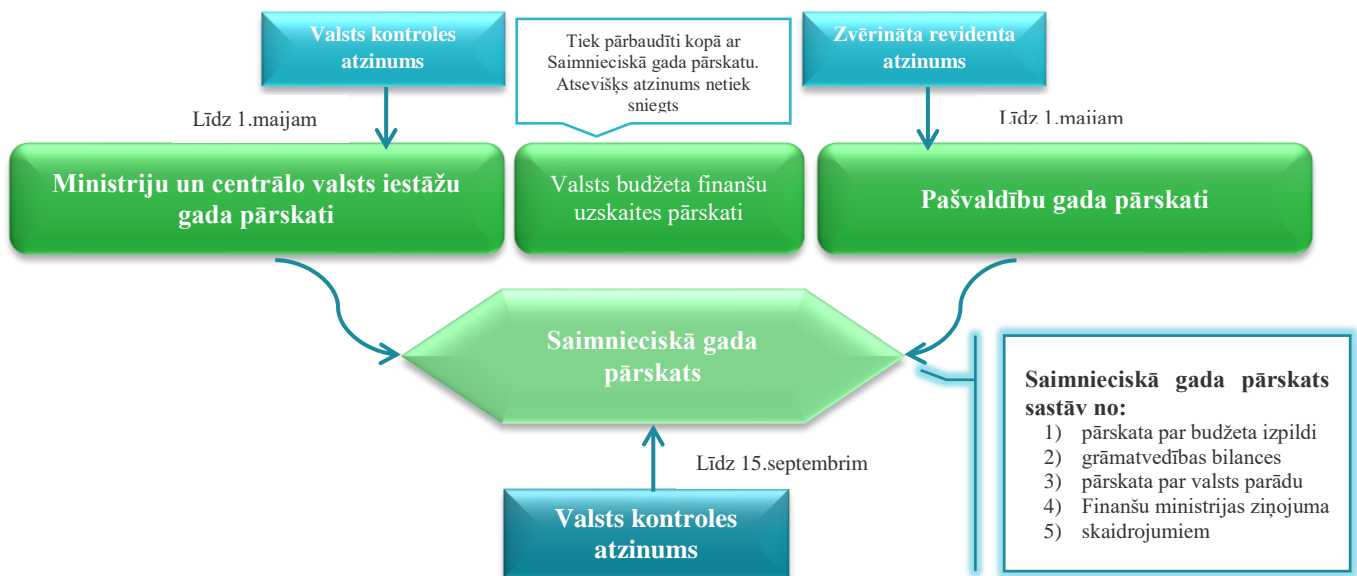 Valsts kontroles
atzinums
Tiek pārbaudīti kopā ar
Saimnieciskā gada pārskatu.
Atsevišķs atzinums netiek
sniegts
Zvērināta revidenta
atzinums
Līdz 1.maijam
Līdz 1.maijam
Ministriju un centrālo valsts iestāžu
gada pārskati
Valsts budžeta finanšu
uzskaites pārskati
Pašvaldību gada pārskati
Saimnieciskā gada
pārskats
Saimnieciskā gada pārskats
sastāv no:
1) pārskata par budžeta izpildi
2) grāmatvedības bilances
3) pārskata par valsts parādu
4) Finanšu ministrijas ziņojuma
5) skaidrojumiem
Līdz 15.septembrim
Valsts kontroles
atzinums